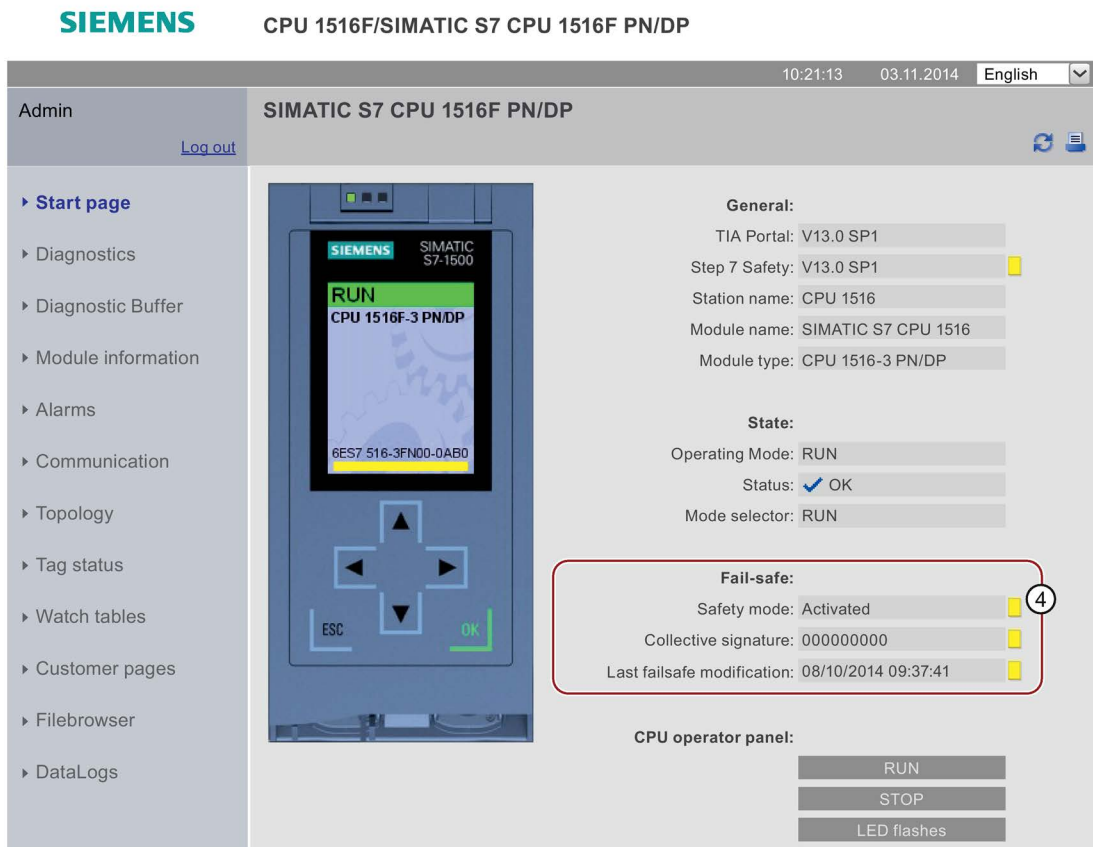 SIEMENS
CPU 1516F/SIMATIC S7 CPU 1516F PN/DP
10:21:13 03.11.2014 English
Admin
Log out
SIMATIC S7 CPU 1516F PN/DP
Start page
Diagnostics
Diagnostic Buffer
Module information
Alarms
Communication
Topology
Tag status
Watch tables
Customer pages
Filebrowser
DataLogs
SIEMENS
SIMATIC
S7-1500
RUN
CPU 1516F-3 PN/DP
6ES7 516-3FN00-0AB0
ESC
OK
General:
TIA Portal: V13.0 SP1
Step 7 Safety: V13.0 SP1
Station name: CPU 1516
Module name: SIMATIC S7 CPU 1516
Module type: CPU 1516-3 PN/DP
State:
Operating Mode: RUN
Status: OK
Mode selector: RUN
Fail-safe:
4
Safety mode: Activated
Collective signature: 000000000
Last failsafe modification: 08/10/2014 09:37:41
CPU operator panel:
RUN
STOP
LED flashes